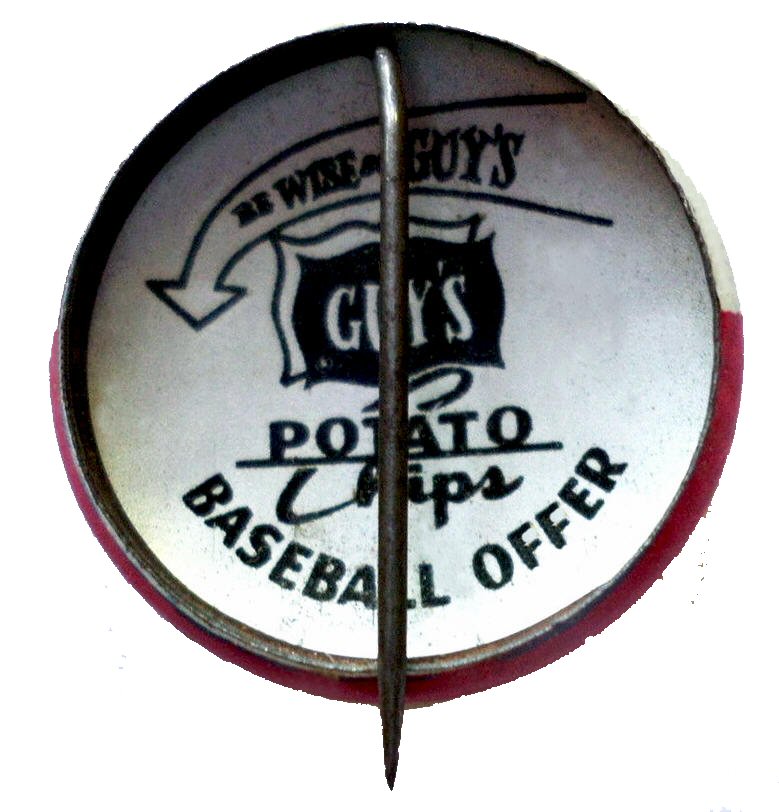 BE WISE GUY'S
GUY'S
POTATO
Chips
BASEBALL OFFER